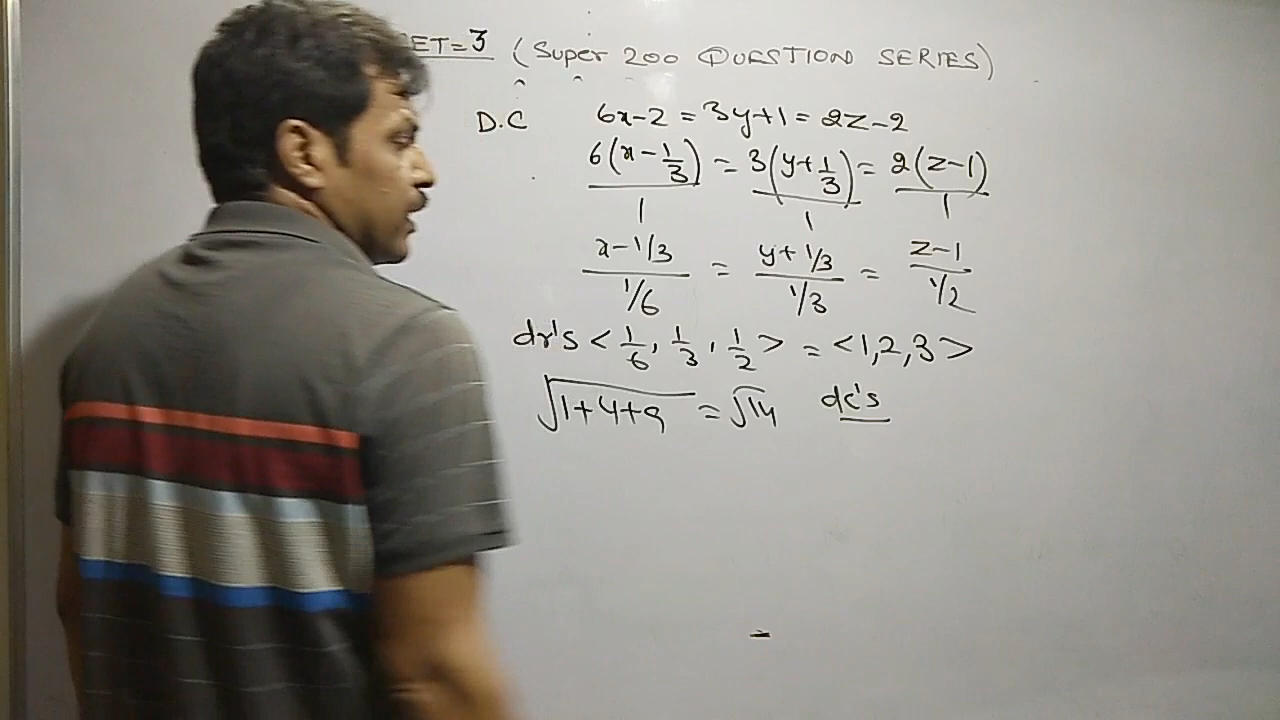 ET=3 (Super 200 QUESTION SERIES)
D.C 6x-2 = 3y+1 = 2z-2
6(x-1/3)/1 = 3(y+1/3)/1 = 2(z-1)/1
x-1/3/1/6 = y+1/3/1/3 = z-1/1/2
dr's < 1/6, 1/3, 1/2 > = <1,2,3>
√1+4+9 = √14 dc's